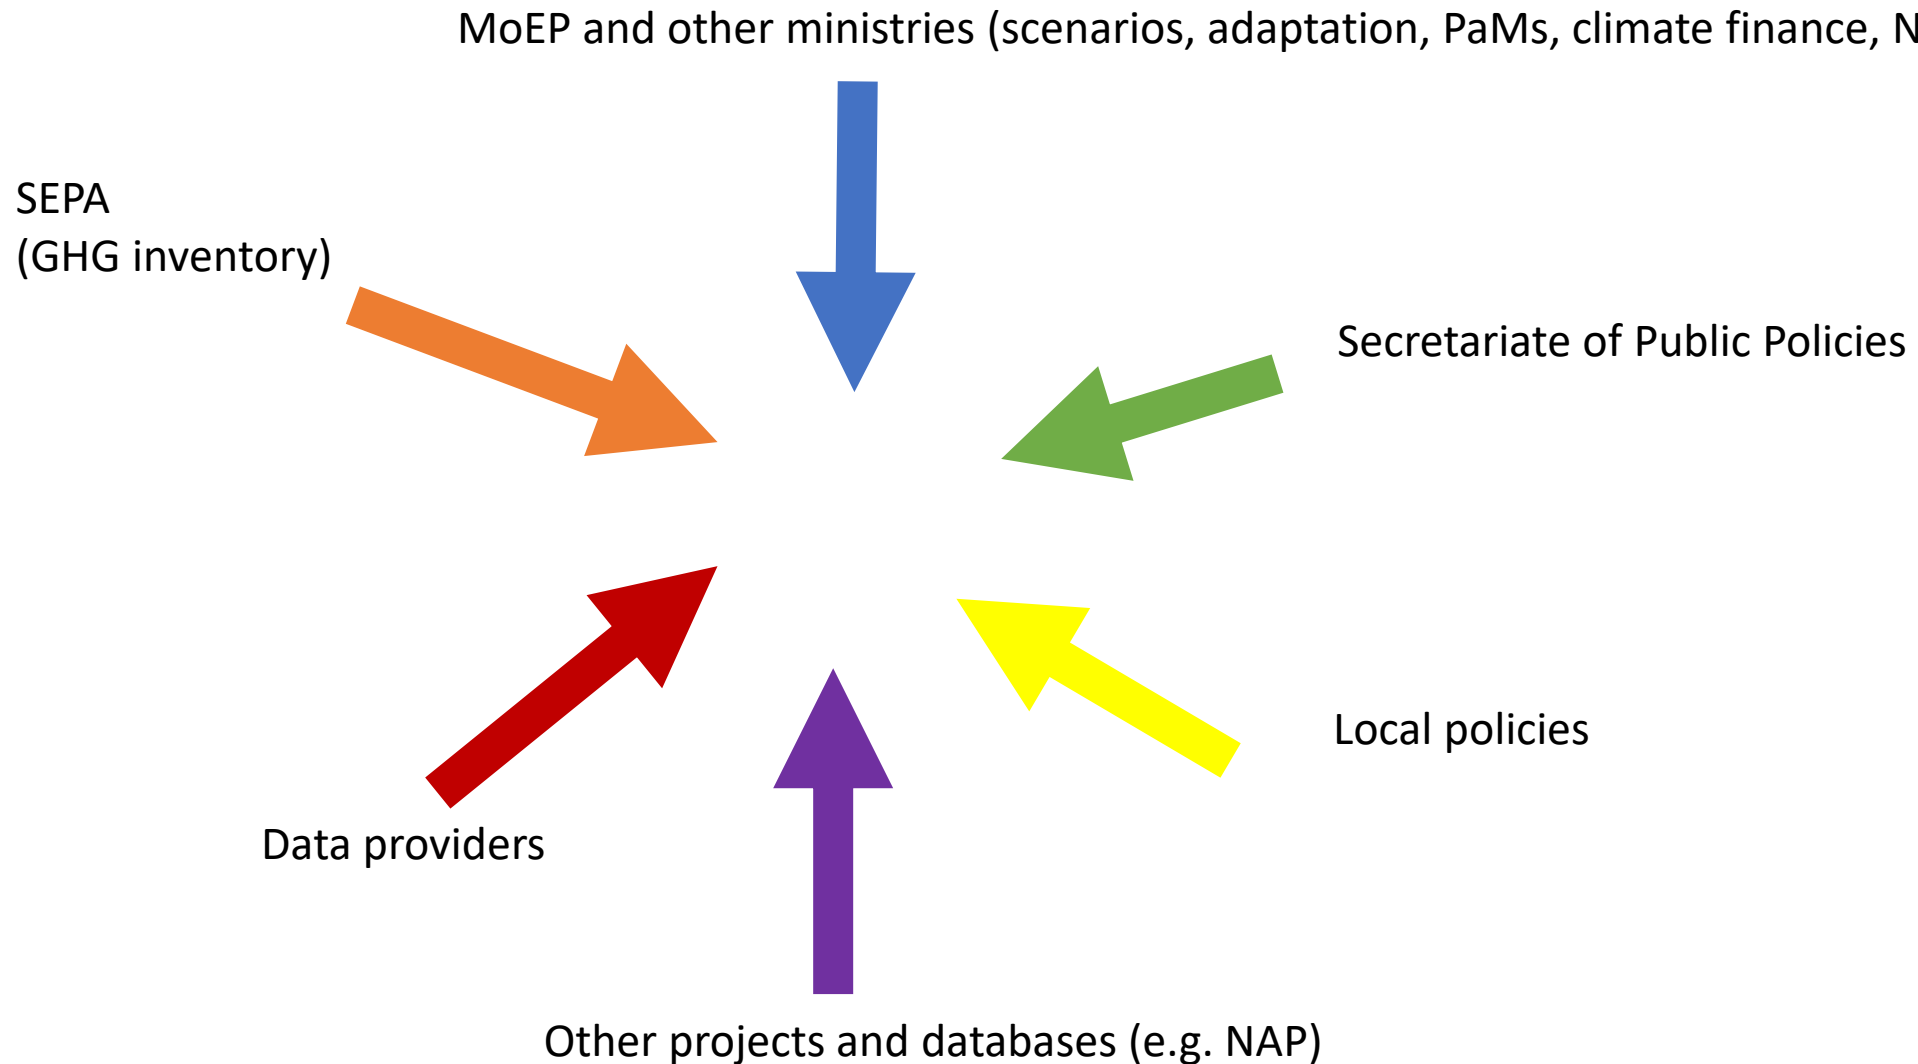 MoEP and other ministries (scenarios, adaptation, PaMs, climate finance, N
SEPA
(GHG inventory)
Secretariate of Public Policies
Local policies
Data providers
Other projects and databases (e.g. NAP)